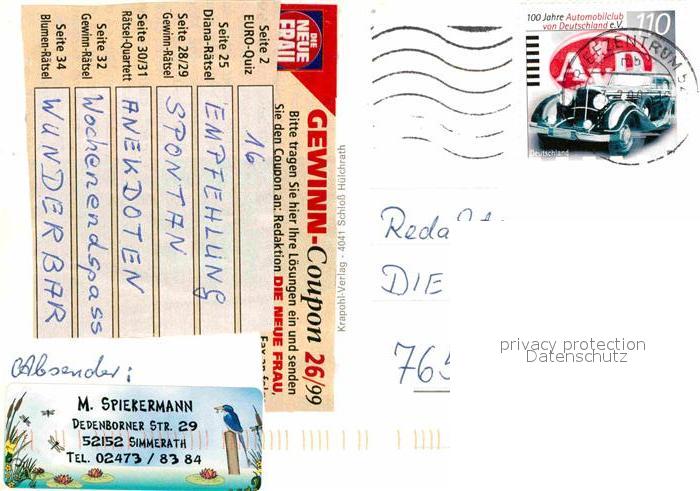 DIE
NEUE
FRAU
GEWINN-Coupon 26/99
Bitte tragen Sie hier Ihre Lösungen ein und senden
Sie den Coupon an: Redaktion DIE NEUE FRAU,
Seite 2
EURO-Quiz
16
Seite 25
Diana-Rätsel
EMPFEHLUNG
Seite 28/29
Gewinn-Rätsel
SPONTAN
Seite 30/31
Rätsel-Quartett
ANEKDOTEN
Seite 32
Gewinn-Rätsel
Wochenendspass
Seite 34
Blumen-Rätsel
WUNDERBAR
Krapohl-Verlag - 4041 Schloß Hülchrath
Absender:
M. SPIEKERMANN
DEDENBORNER STR. 29
52152 SIMMERATH
TEL. 02473 / 83 84
100 Jahre Automobilclub
von Deutschland e.V.
110
AvD
Deutschland
BRIEFZENTRUM 52
DIE
765
privacy protection
Datenschutz